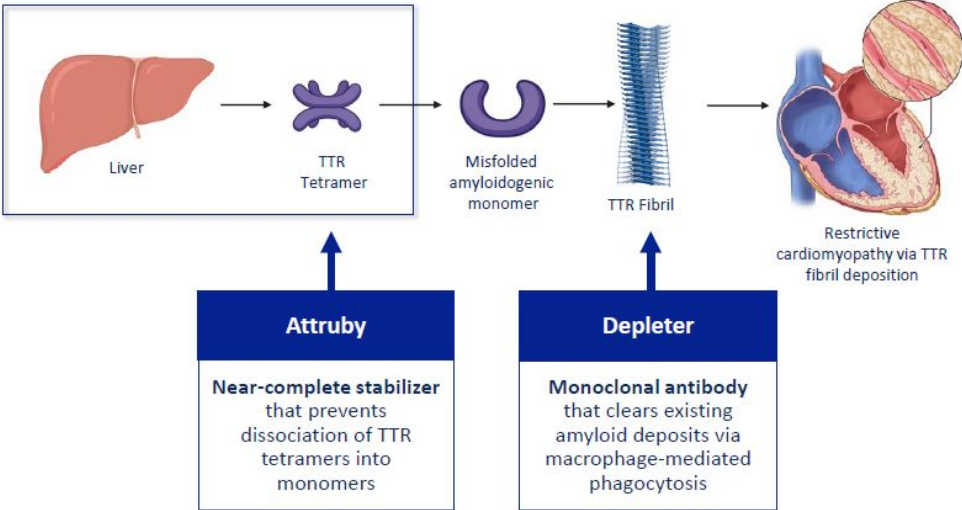 Liver
TTR
Tetramer
Misfolded
amyloidogenic
monomer
TTR Fibril
Restrictive
cardiomyopathy via TTR
fibril deposition
Attruby
Near-complete stabilizer
that prevents
dissociation of TTR
tetramers into
monomers
Depleter
Monoclonal antibody
that clears existing
amyloid deposits via
macrophage-mediated
phagocytosis